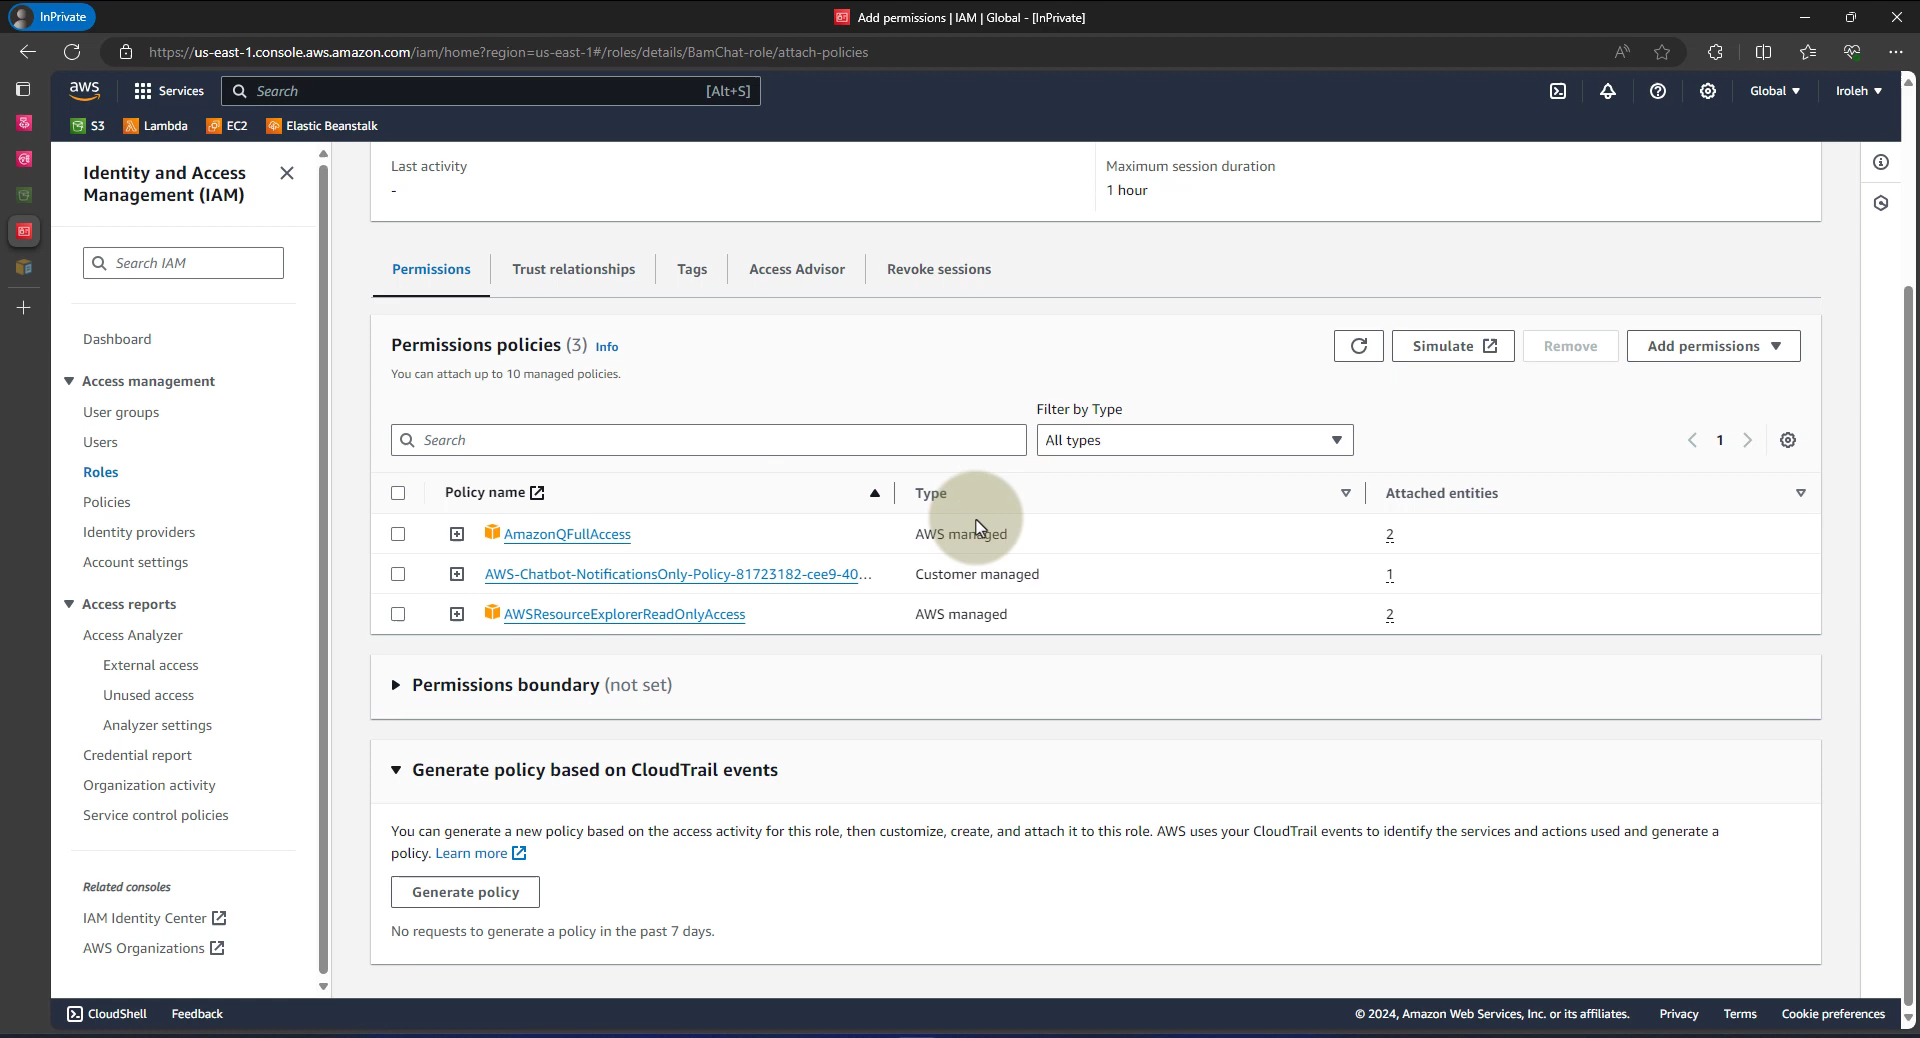 InPrivate
Add permissions | IAM | Global - [InPrivate]
https://us-east-1.console.aws.amazon.com/iam/home?region=us-east-1#/roles/details/BamChat-role/attach-policies
aws
Services
Search
[Alt+S]
Global
Iroleh
S3
Lambda
EC2
Elastic Beanstalk
Identity and Access
Management (IAM)
Search IAM
Dashboard
Access management
User groups
Users
Roles
Policies
Identity providers
Account settings
Access reports
Access Analyzer
External access
Unused access
Analyzer settings
Credential report
Organization activity
Service control policies
Related consoles
IAM Identity Center
AWS Organizations
Last activity
-
Maximum session duration
1 hour
Permissions
Trust relationships
Tags
Access Advisor
Revoke sessions
Permissions policies (3) Info
You can attach up to 10 managed policies.
Simulate
Remove
Add permissions
Filter by Type
Search
All types
1
Policy name
Type
Attached entities
AmazonQFullAccess
AWS managed
2
AWS-Chatbot-NotificationsOnly-Policy-81723182-cee9-40...
Customer managed
1
AWSResourceExplorerReadOnlyAccess
AWS managed
2
Permissions boundary (not set)
Generate policy based on CloudTrail events
You can generate a new policy based on the access activity for this role, then customize, create, and attach it to this role. AWS uses your CloudTrail events to identify the services and actions used and generate a
policy. Learn more
Generate policy
No requests to generate a policy in the past 7 days.
CloudShell
Feedback
© 2024, Amazon Web Services, Inc. or its affiliates.
Privacy
Terms
Cookie preferences